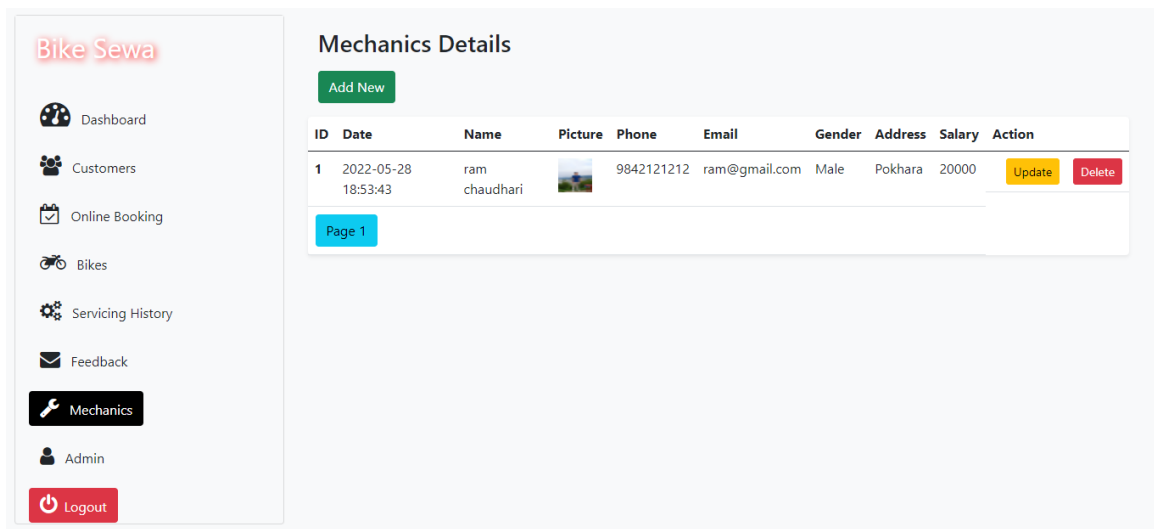 Bike Sewa
Dashboard
Customers
Online Booking
Bikes
Servicing History
Feedback
Mechanics
Admin
Logout
Mechanics Details
Add New
ID Date Name Picture Phone Email Gender Address Salary Action
1 2022-05-28 ram 9842121212 ram@gmail.com Male Pokhara 20000 Update Delete
18:53:43 chaudhari
Page 1